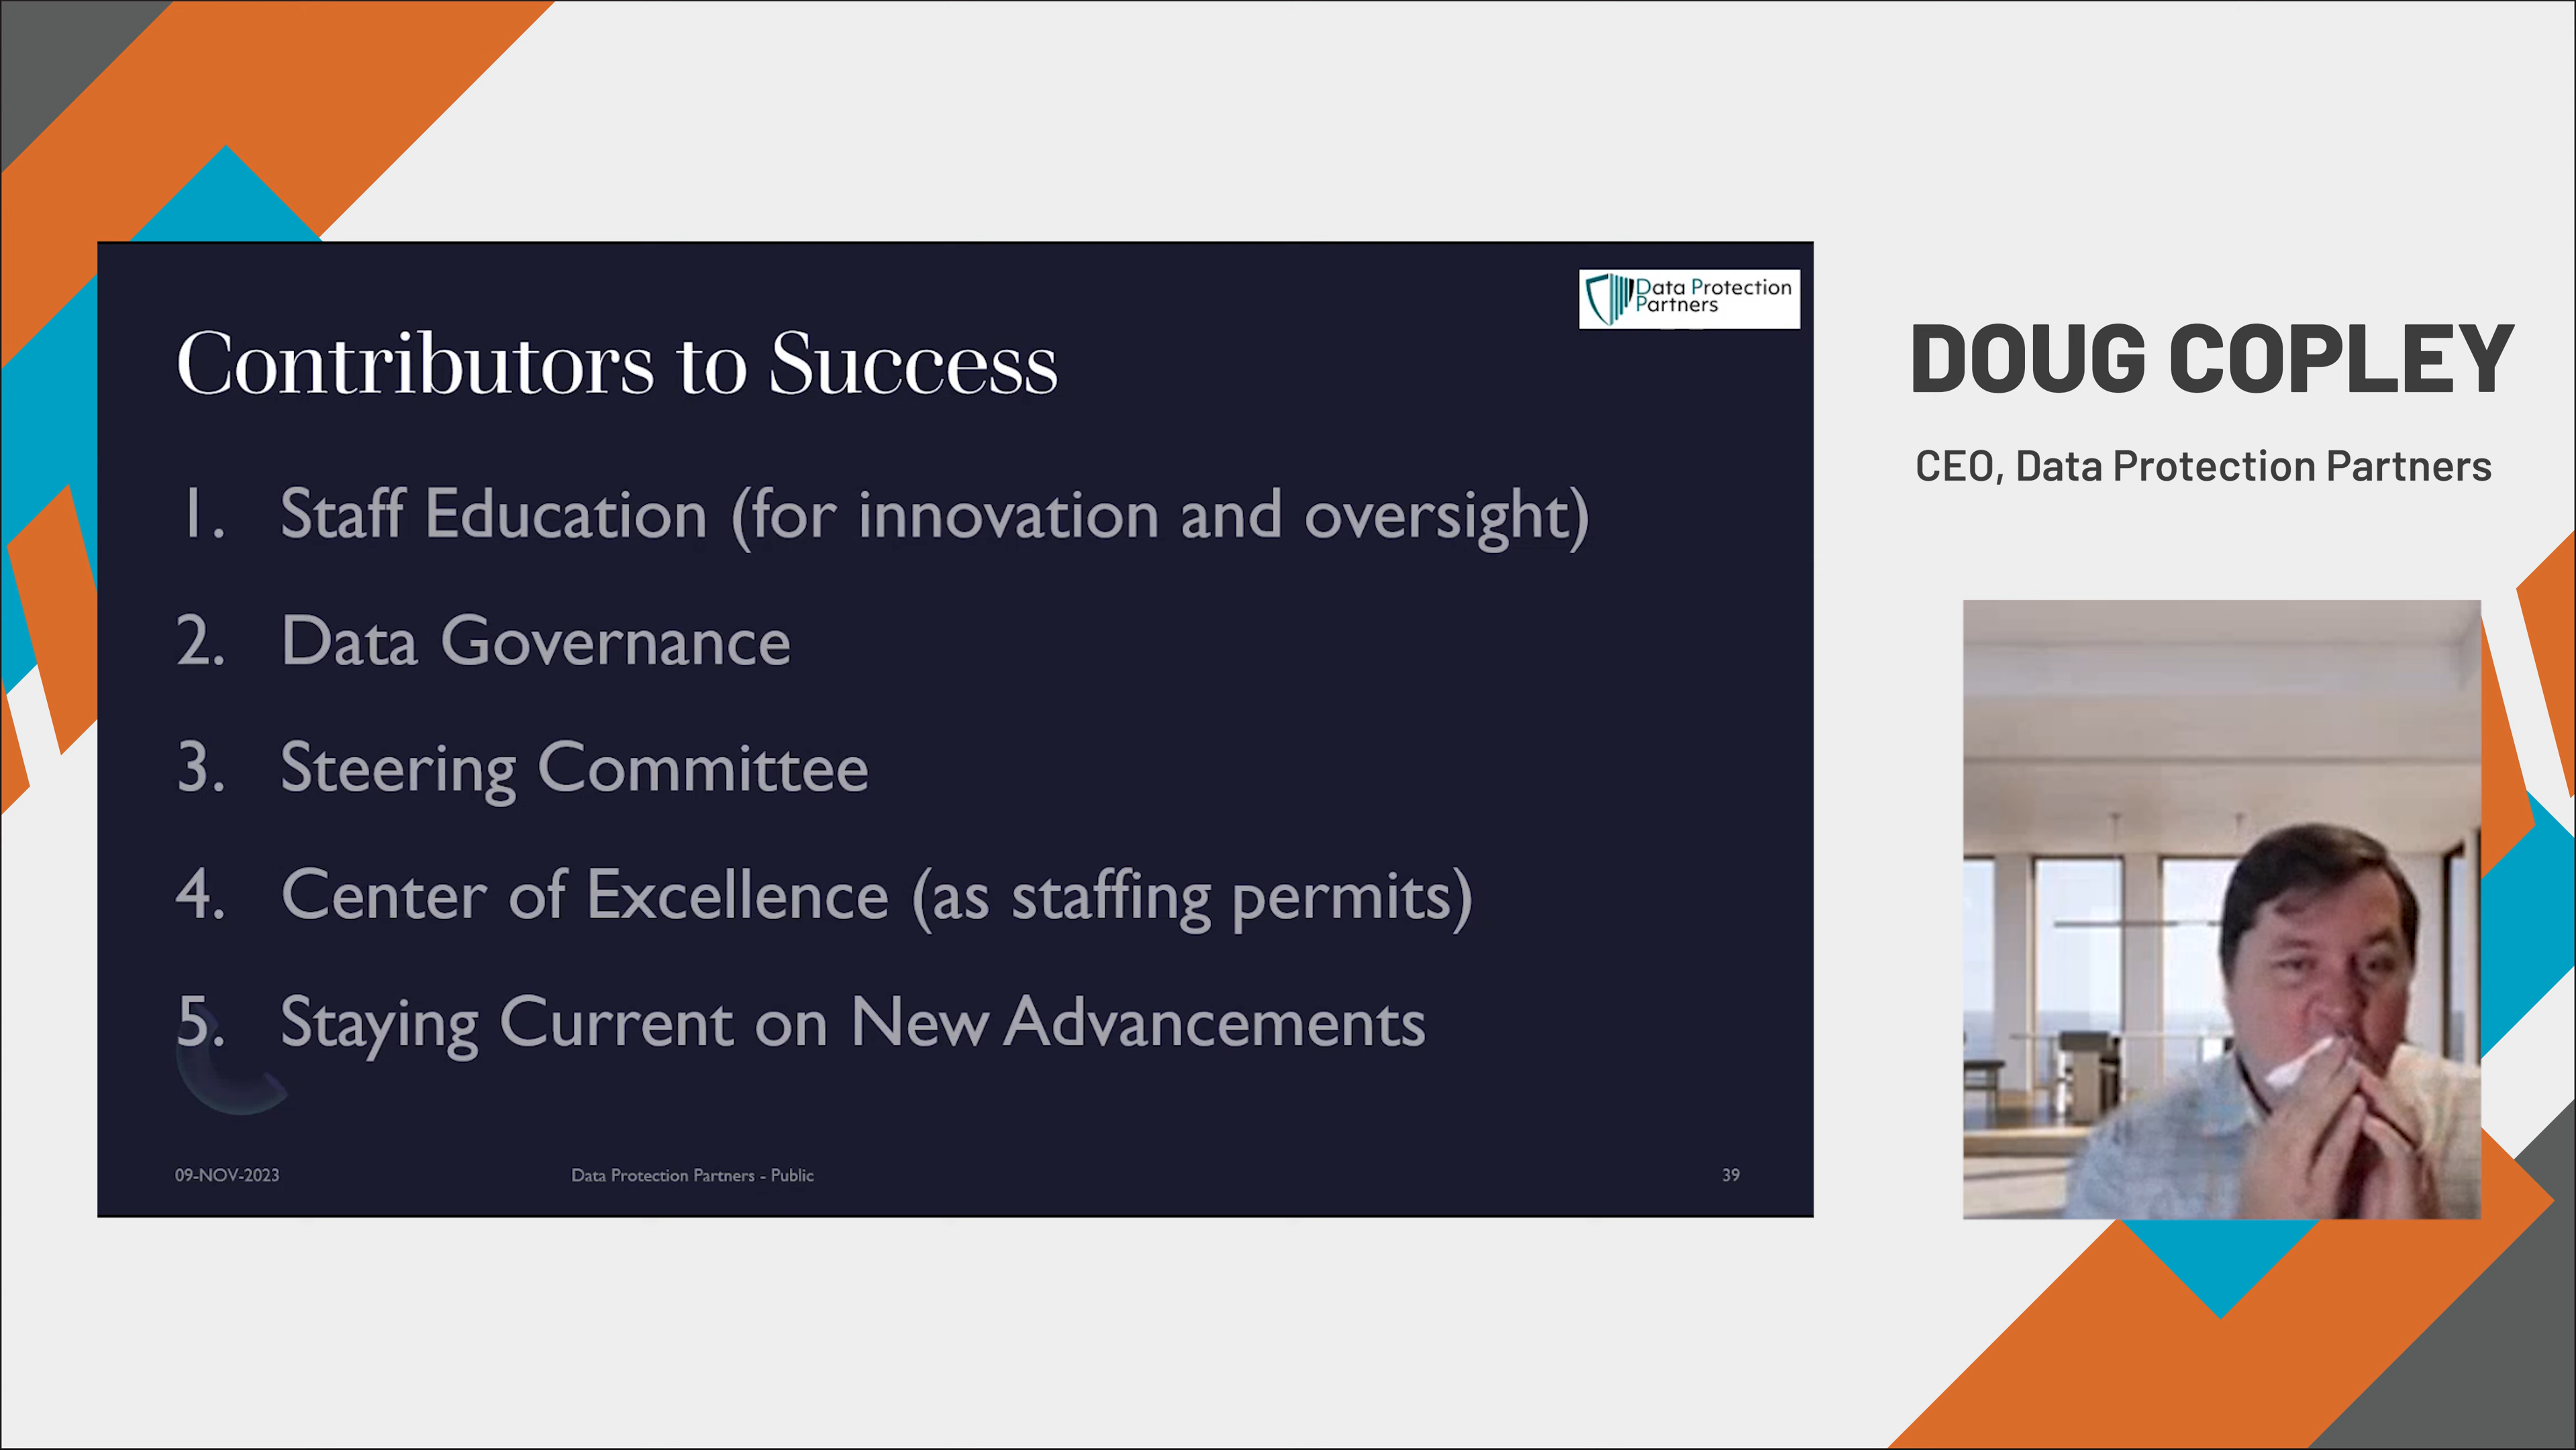 Data Protection
Partners
Contributors to Success
1. Staff Education (for innovation and oversight)
2. Data Governance
3. Steering Committee
4. Center of Excellence (as staffing permits)
5. Staying Current on New Advancements
09-NOV-2023
Data Protection Partners - Public
39
DOUG COPLEY
CEO, Data Protection Partners